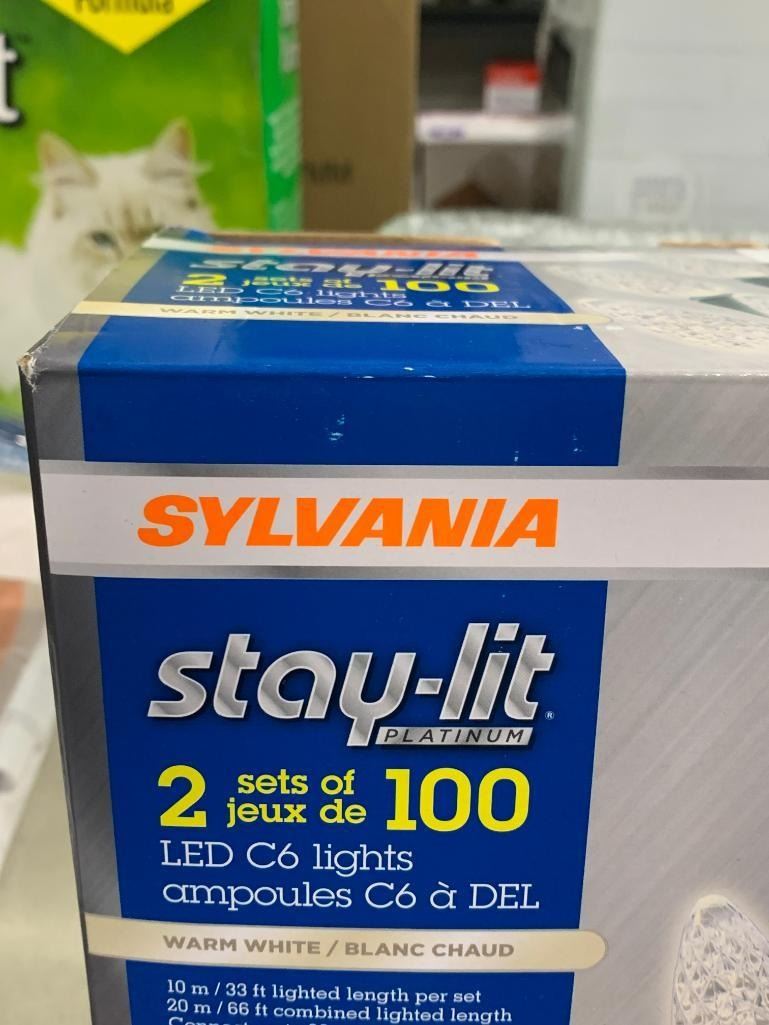 Formula
t
SYLVANIA
stay-lit
2 sets of 100
jeux de
LED C6 lights
ampoules C6 à DEL
WARM WHITE / BLANC CHAUD
SYLVANIA
stay-lit®
PLATINUM
2 sets of 100
jeux de
LED C6 lights
ampoules C6 à DEL
WARM WHITE / BLANC CHAUD
10 m / 33 ft lighted length per set
20 m / 66 ft combined lighted length